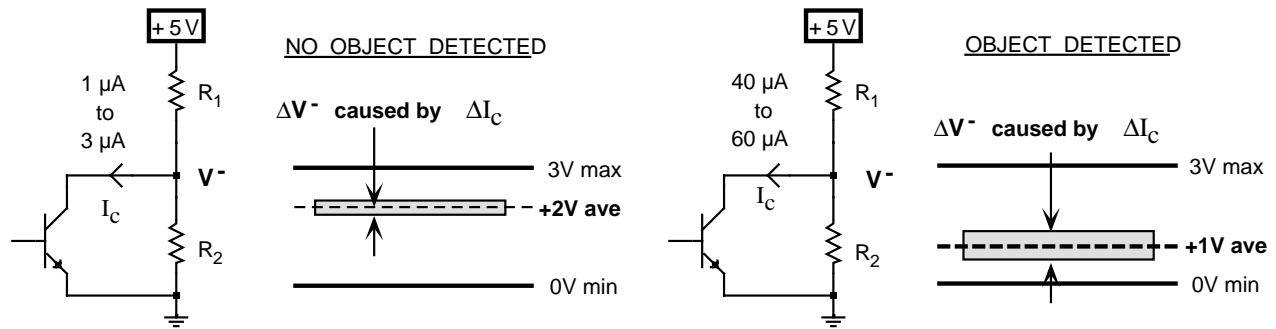 +5V
NO OBJECT DETECTED
1 µA
to
3 µA
R1
ΔV- caused by ΔIc
3V max
V-
Ic
+2V ave
R2
0V min
+5V
OBJECT DETECTED
40 µA
to
60 µA
R1
ΔV- caused by ΔIc
3V max
V-
Ic
R2
+1V ave
0V min